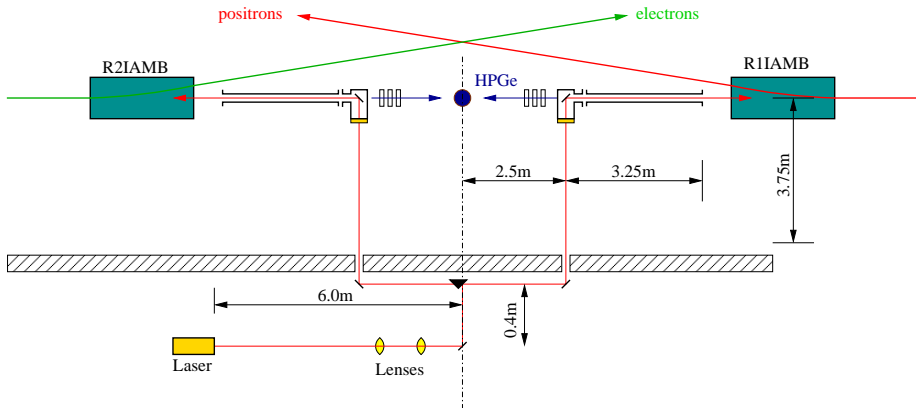 positrons
electrons
R2IAMB
HPGe
R1IAMB
2.5m
3.25m
3.75m
6.0m
0.4m
Laser
Lenses